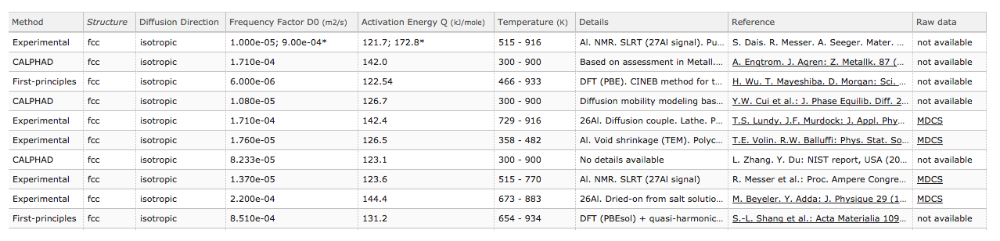 Method Structure Diffusion Direction Frequency Factor D0 (m2/s) Activation Energy Q (kJ/mole) Temperature (K) Details Reference Raw data
Experimental fcc isotropic 1.000e-05; 9.00e-04* 121.7; 172.8* 515 - 916 Al. NMR. SLRT (27Al signal). Pu... S. Dais. R. Messer. A. Seeger. Mater. ... not available
CALPHAD fcc isotropic 1.710e-04 142.0 300 - 900 Based on assessment in Metall.... A. Engtrom. J. Agren: Z. Metallk. 87 (... not available
First-principles fcc isotropic 6.000e-06 122.54 466 - 933 DFT (PBE). CINEB method for t... H. Wu. T. Mayeshiba. D. Morgan: Sci. ... not available
CALPHAD fcc isotropic 1.080e-05 126.7 300 - 900 Diffusion mobility modeling bas... Y.W. Cui et al.: J. Phase Equilib. Diff. 2... not available
Experimental fcc isotropic 1.710e-04 142.4 729 - 916 26Al. Diffusion couple. Lathe. P... T.S. Lundy. J.F. Murdock: J. Appl. Phy... MDCS
Experimental fcc isotropic 1.760e-05 126.5 358 - 482 Al. Void shrinkage (TEM). Polyc... T.E. Volin. R.W. Balluffi: Phys. Stat. So... MDCS
CALPHAD fcc isotropic 8.233e-05 123.1 300 - 900 No details available L. Zhang. Y. Du: NIST report, USA (20... not available
Experimental fcc isotropic 1.370e-05 123.6 515 - 770 Al. NMR. SLRT (27Al signal) R. Messer et al.: Proc. Ampere Congre... MDCS
Experimental fcc isotropic 2.200e-04 144.4 673 - 883 26Al. Dried-on from salt solutio... M. Beyeler. Y. Adda: J. Physique 29 (1... MDCS
First-principles fcc isotropic 8.510e-04 131.2 654 - 934 DFT (PBEsol) + quasi-harmonic... S.-L. Shang et al.: Acta Materialia 109... not available